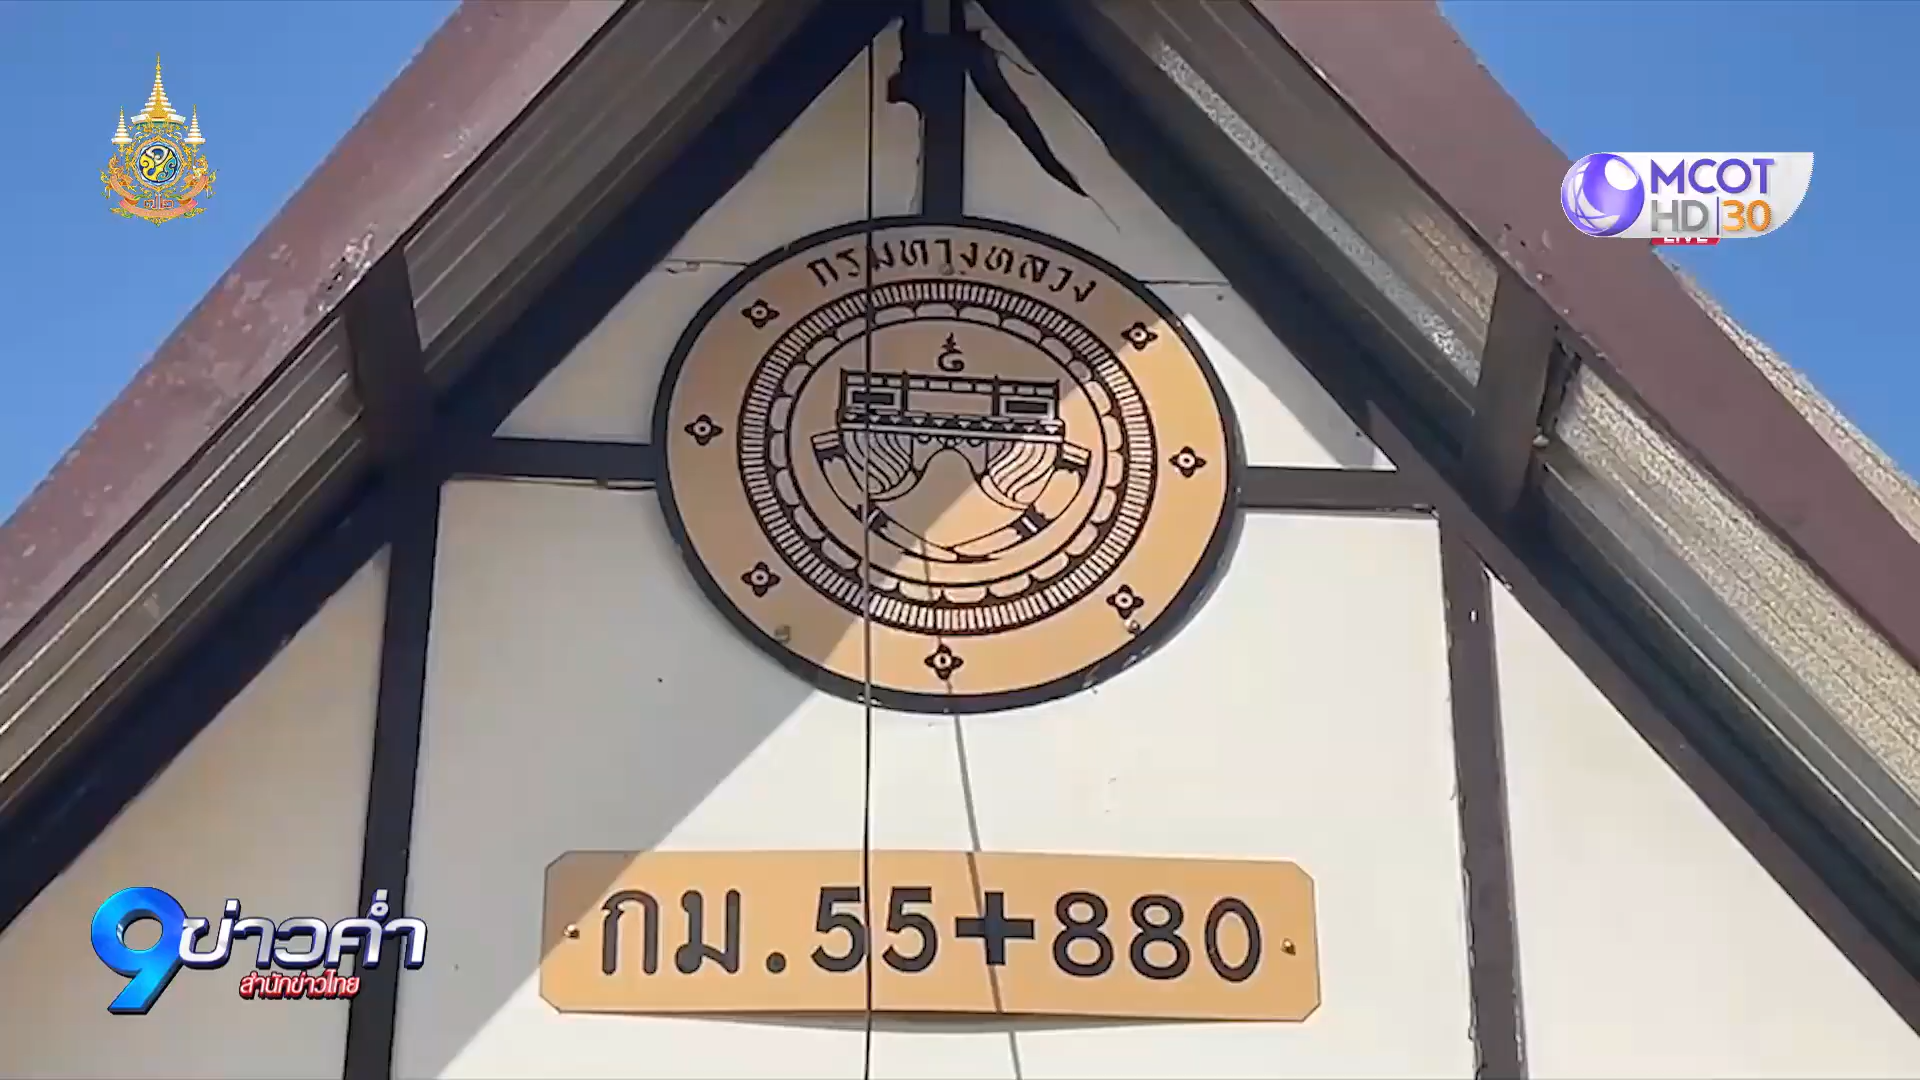 MCOT
HD 30
LIVE
กรมทางหลวง
กม.55+880
9ข่าวค่ำ
สำนักข่าวไทย